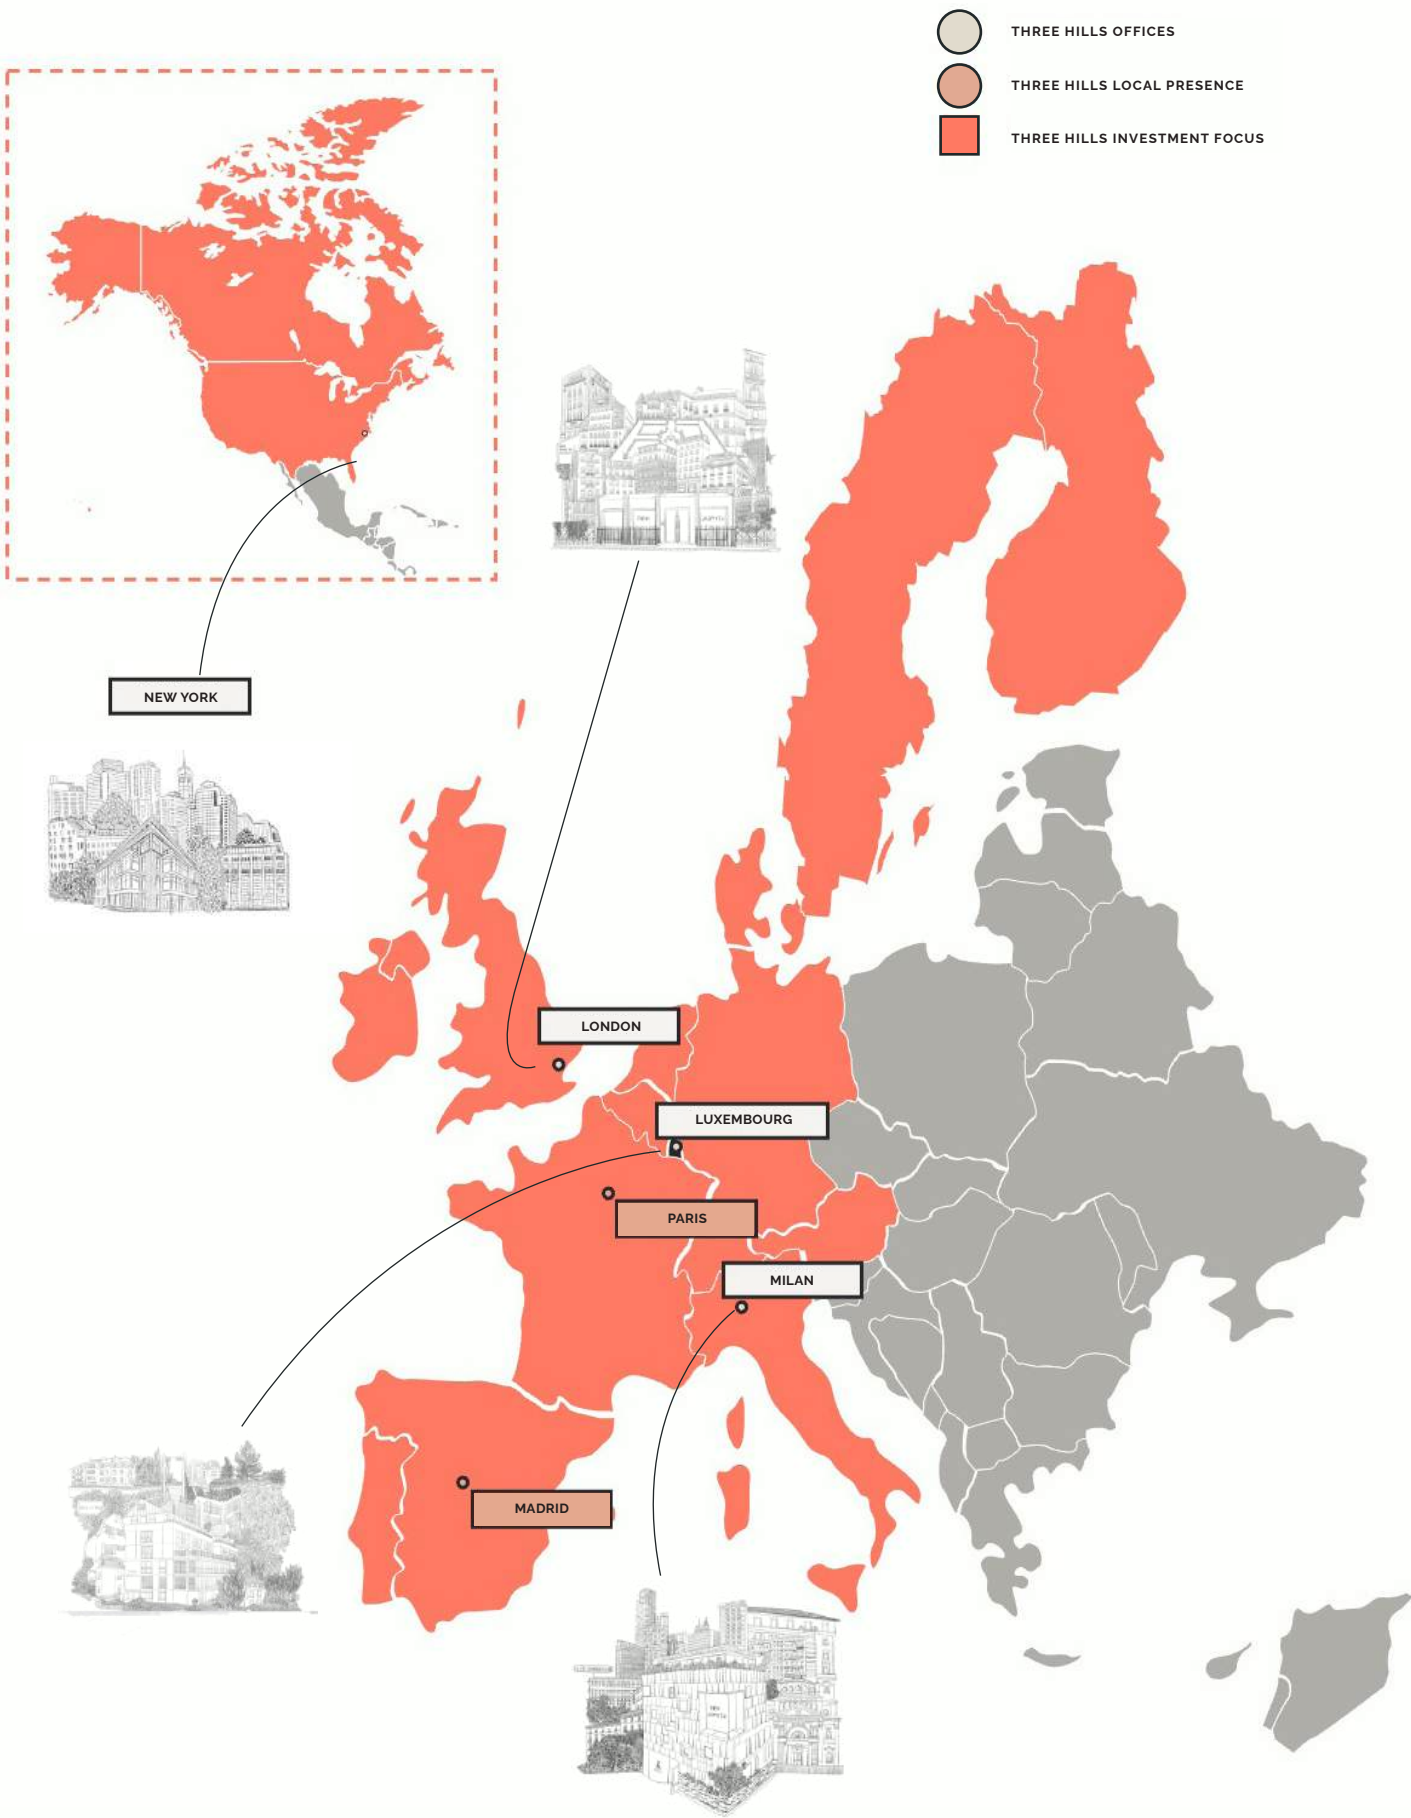 THREE HILLS OFFICES
THREE HILLS LOCAL PRESENCE
THREE HILLS INVESTMENT FOCUS
NEW YORK
LONDON
LUXEMBOURG
PARIS
MILAN
MADRID